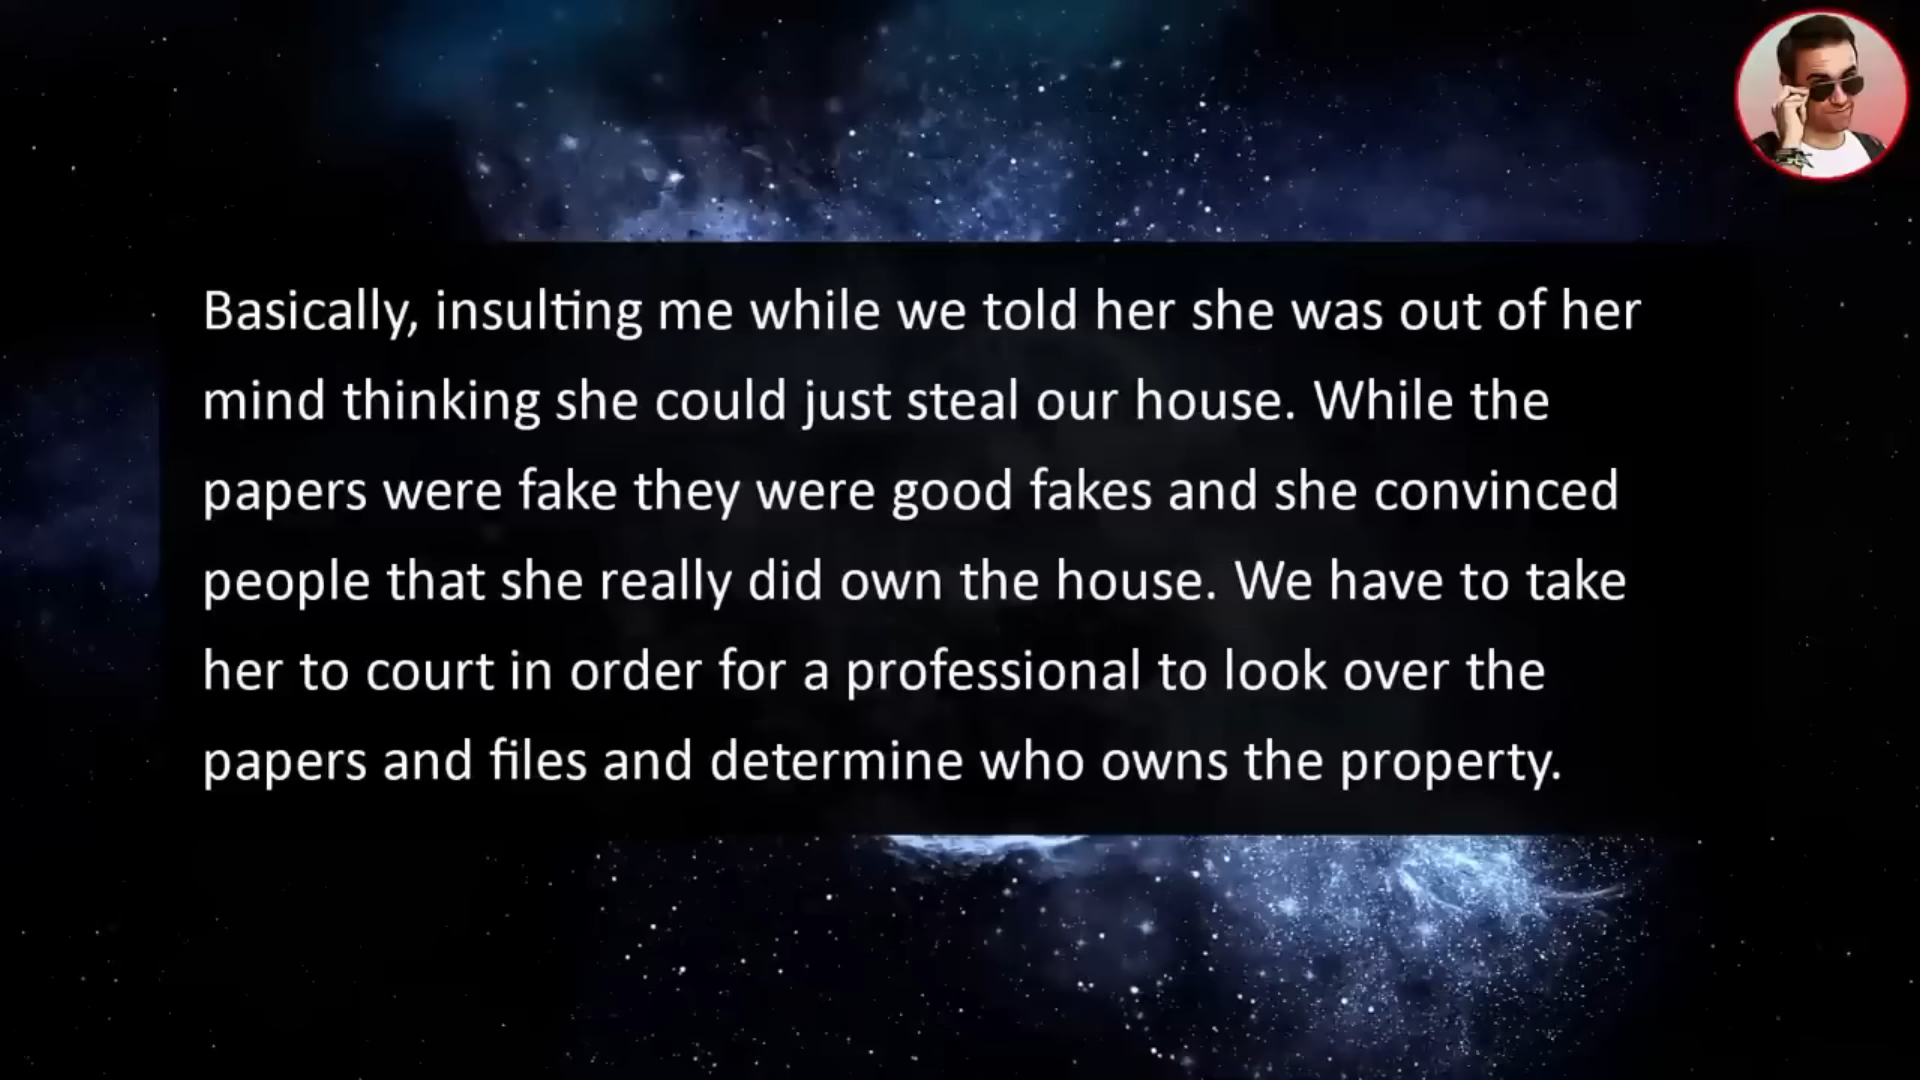 Basically, insulting me while we told her she was out of her
mind thinking she could just steal our house. While the
papers were fake they were good fakes and she convinced
people that she really did own the house. We have to take
her to court in order for a professional to look over the
papers and files and determine who owns the property.